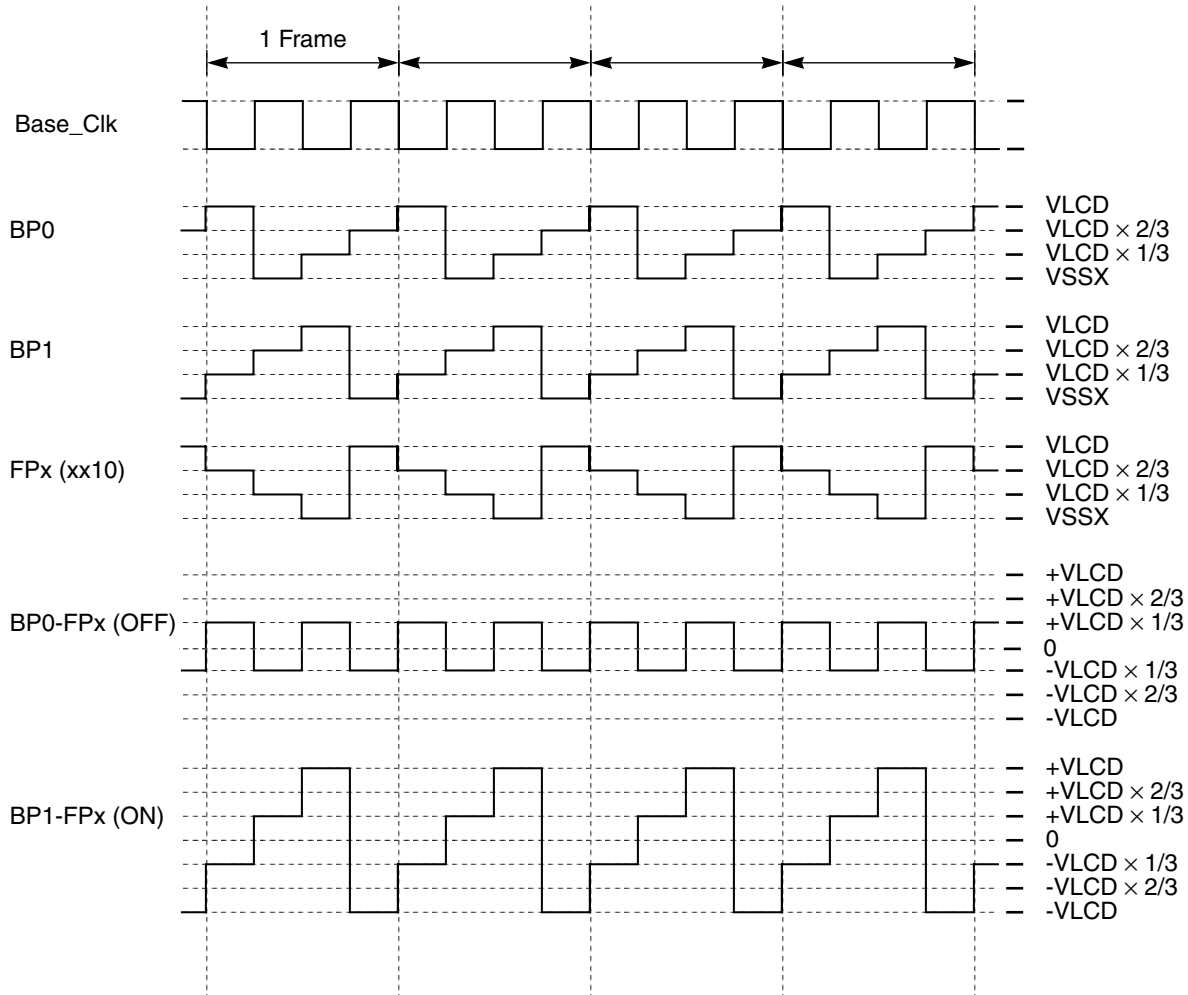 1 Frame
Base_Clk
BP0
VLCD
VLCD × 2/3
VLCD × 1/3
VSSX
BP1
VLCD
VLCD × 2/3
VLCD × 1/3
VSSX
FPx (xx10)
VLCD
VLCD × 2/3
VLCD × 1/3
VSSX
BP0-FPx (OFF)
+VLCD
+VLCD × 2/3
+VLCD × 1/3
0
-VLCD × 1/3
-VLCD × 2/3
-VLCD
BP1-FPx (ON)
+VLCD
+VLCD × 2/3
+VLCD × 1/3
0
-VLCD × 1/3
-VLCD × 2/3
-VLCD